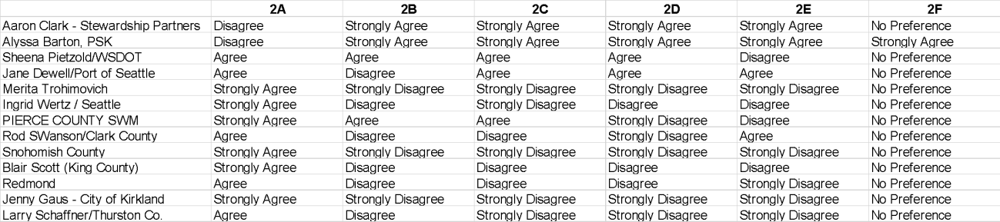 2A 2B 2C 2D 2E 2F
Aaron Clark - Stewardship Partners Disagree Strongly Agree Strongly Agree Strongly Agree Strongly Agree No Preference
Alyssa Barton, PSK Disagree Strongly Agree Strongly Agree Strongly Agree Strongly Agree Strongly Agree
Sheena Pietzold/WSDOT Agree Agree Agree Agree Disagree No Preference
Jane Dewell/Port of Seattle Agree Disagree Agree Agree Agree No Preference
Merita Trohimovich Strongly Agree Strongly Disagree Strongly Disagree Strongly Disagree Strongly Disagree No Preference
Ingrid Wertz / Seattle Strongly Agree Disagree Strongly Disagree Disagree Disagree No Preference
PIERCE COUNTY SWM Strongly Agree Agree Agree Strongly Disagree Disagree No Preference
Rod SWanson/Clark County Agree Disagree Disagree Strongly Disagree Agree No Preference
Snohomish County Strongly Agree Strongly Disagree Strongly Disagree Strongly Disagree Strongly Disagree No Preference
Blair Scott (King County) Strongly Agree Disagree Disagree Disagree Disagree No Preference
Redmond Agree Disagree Disagree Disagree Strongly Disagree No Preference
Jenny Gaus - City of Kirkland Strongly Agree Strongly Disagree Strongly Disagree Strongly Disagree Strongly Disagree No Preference
Larry Schaffner/Thurston Co. Agree Disagree Strongly Disagree Strongly Disagree Strongly Disagree No Preference